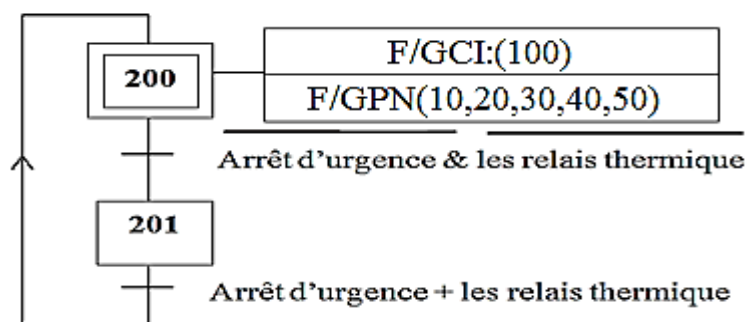 200
F/GCI:(100)
F/GPN(10,20,30,40,50)
Arrêt d'urgence & les relais thermique
201
Arrêt d'urgence + les relais thermique